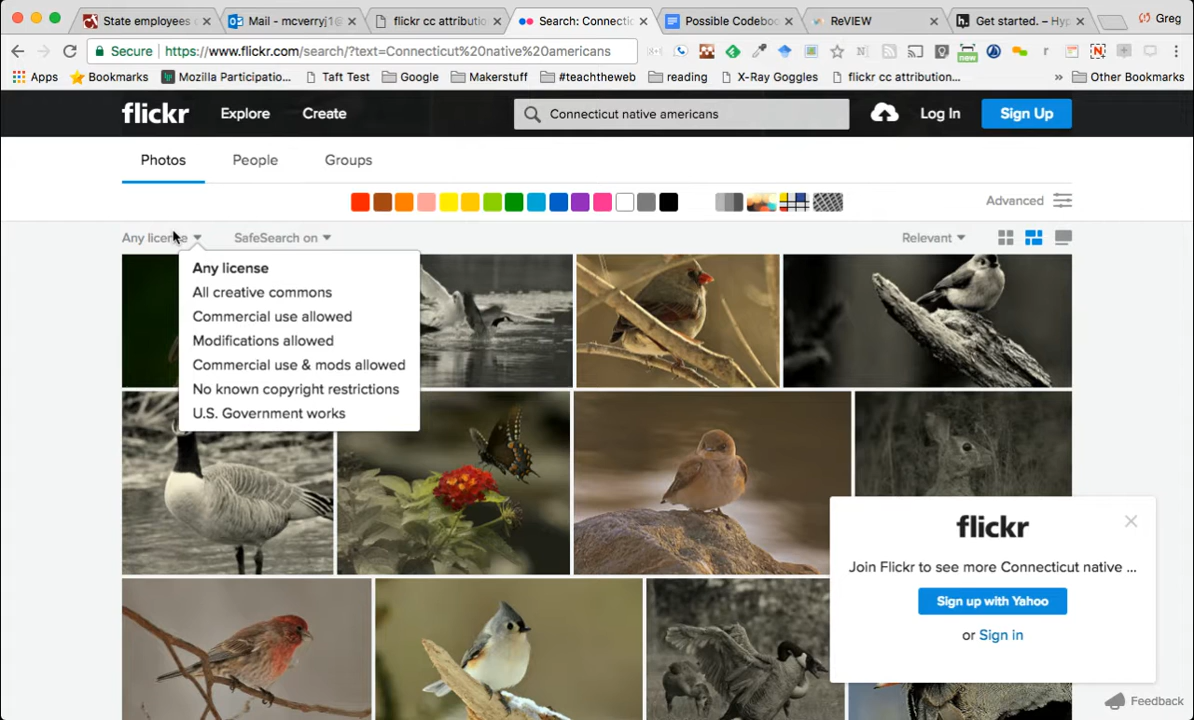 State employees
Mail - mcverryj1@
flickr cc attributio
Search: Connectic
Possible Codebook
ReVIEW
Get started. – Hyp
Greg
Secure
https://www.flickr.com/search/?text=Connecticut%20native%20americans
new
Apps
Bookmarks
Mozilla Participatio...
Taft Test
Google
Makerstuff
#teachtheweb
reading
X-Ray Goggles
flickr cc attribution...
»
Other Bookmarks
flickr
Explore
Create
Connecticut native americans
Log In
Sign Up
Photos
People
Groups
Advanced
Any license
SafeSearch on
Relevant
Any license
All creative commons
Commercial use allowed
Modifications allowed
Commercial use & mods allowed
No known copyright restrictions
U.S. Government works
flickr
Join Flickr to see more Connecticut native ...
Sign up with Yahoo
or Sign in
Feedback